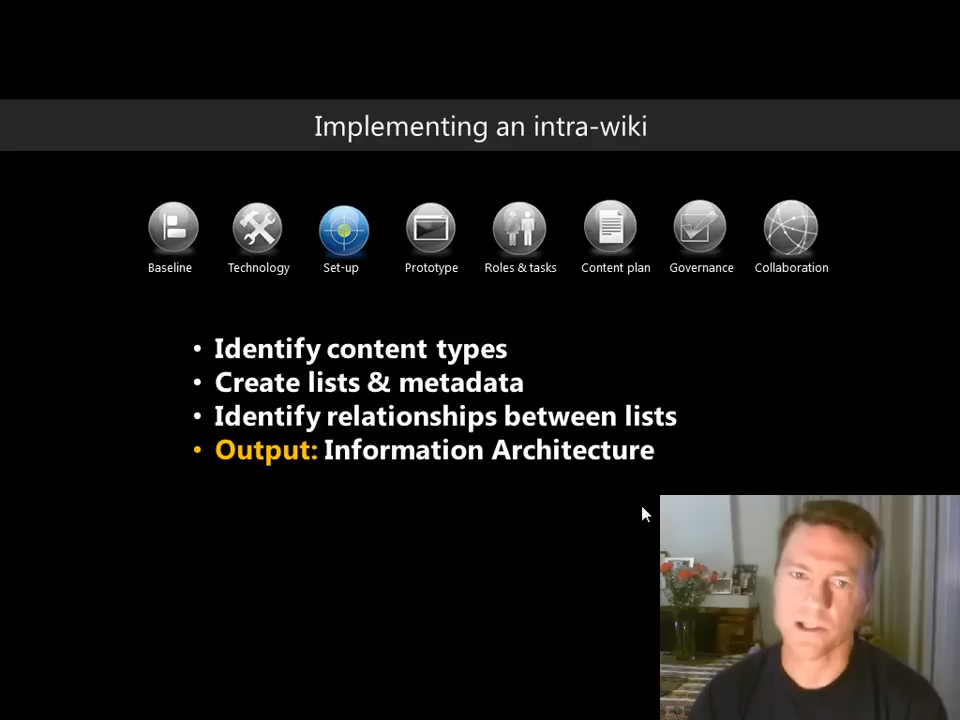 Implementing an intra-wiki
Baseline Technology Set-up Prototype Roles & tasks Content plan Governance Collaboration
• Identify content types
• Create lists & metadata
• Identify relationships between lists
• Output: Information Architecture